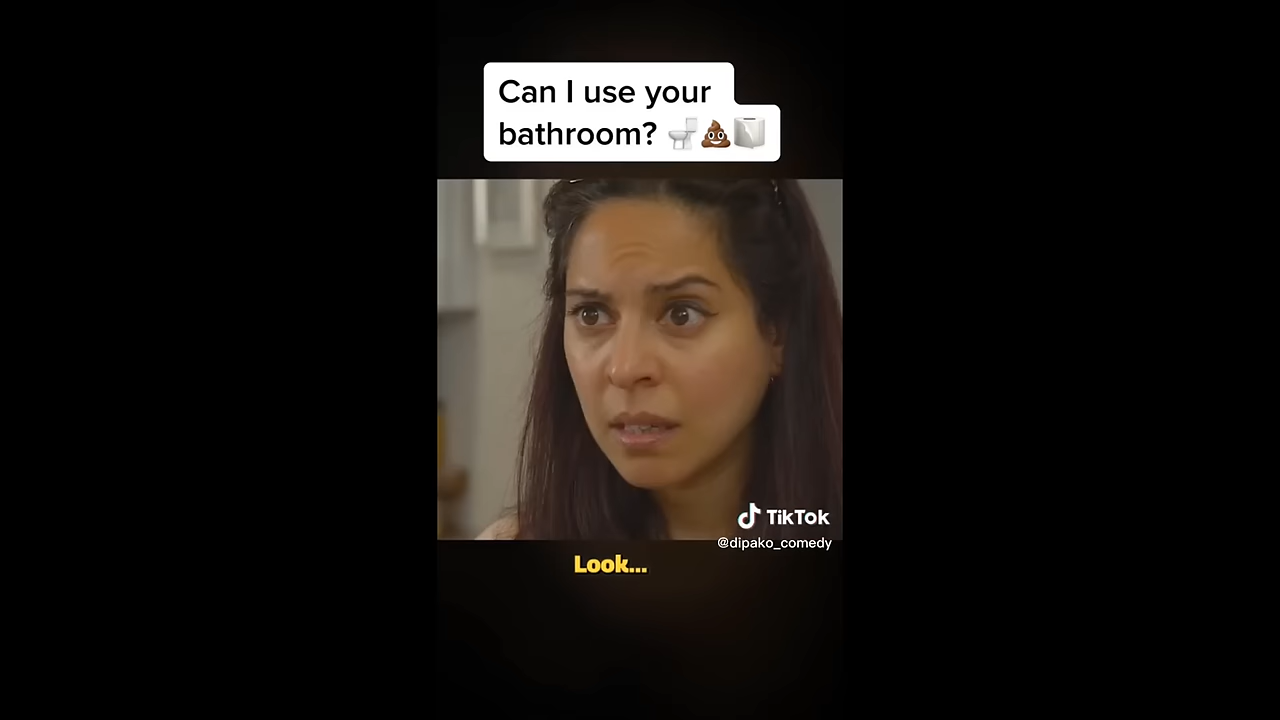 Can I use your
bathroom? 🚽💩🧻
TikTok
@dipako_comedy
Look...